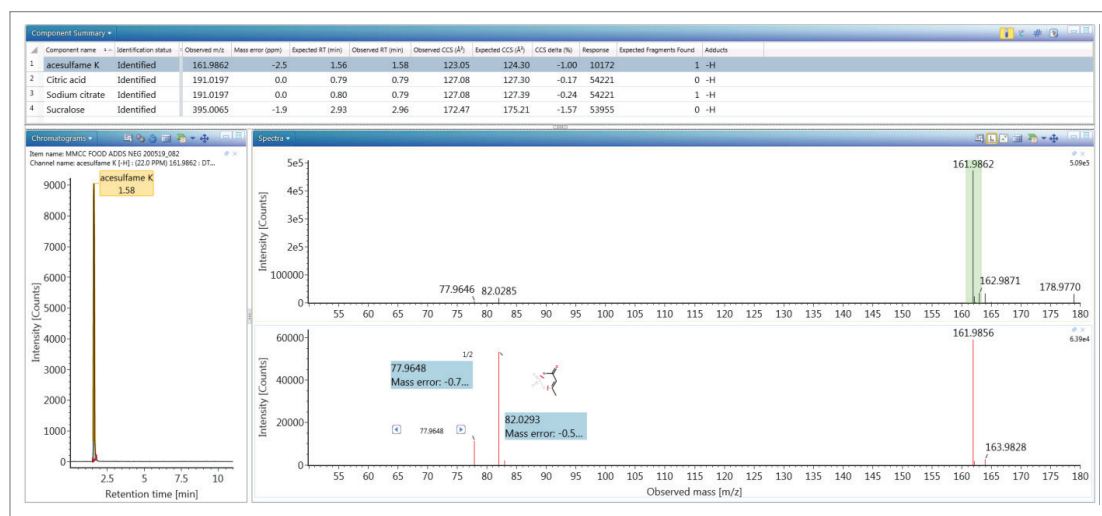 Component Summary
Component name Identification status Observed m/z Mass error (ppm) Expected RT (min) Observed RT (min) Observed CCS (Å²) Expected CCS (Å²) CCS delta (%) Response Expected Fragments Found Adducts
1 acesulfame K Identified 161.9862 -2.5 1.56 1.58 123.05 124.30 -1.00 10172 1 -H
2 Citric acid Identified 191.0197 0.0 0.79 0.79 127.08 127.30 -0.17 54221 0 -H
3 Sodium citrate Identified 191.0197 0.0 0.80 0.79 127.08 127.39 -0.24 54221 1 -H
4 Sucralose Identified 395.0065 -1.9 2.93 2.96 172.47 175.21 -1.57 53955 0 -H
Chromatograms
Item name: MMCC FOOD ADDS NEG 200519_082
Channel name: acesulfame K [-H] : (22.0 PPM) 161.9862 : DT...
acesulfame K
1.58
9000
8000
7000
6000
5000
4000
3000
2000
1000
0
Intensity [Counts]
2.5 5 7.5 10
Retention time [min]
Spectra
5.09e5
5e5
4e5
3e5
2e5
100000
0
Intensity [Counts]
161.9862
77.9646 82.0285
162.9871
178.9770
55 60 65 70 75 80 85 90 95 100 105 110 115 120 125 130 135 140 145 150 155 160 165 170 175 180
6.39e4
60000
40000
20000
0
Intensity [Counts]
161.9856
1/2
77.9648
Mass error: -0.7...
82.0293
Mass error: -0.5...
77.9648
163.9828
55 60 65 70 75 80 85 90 95 100 105 110 115 120 125 130 135 140 145 150 155 160 165 170 175 180
Observed mass [m/z]